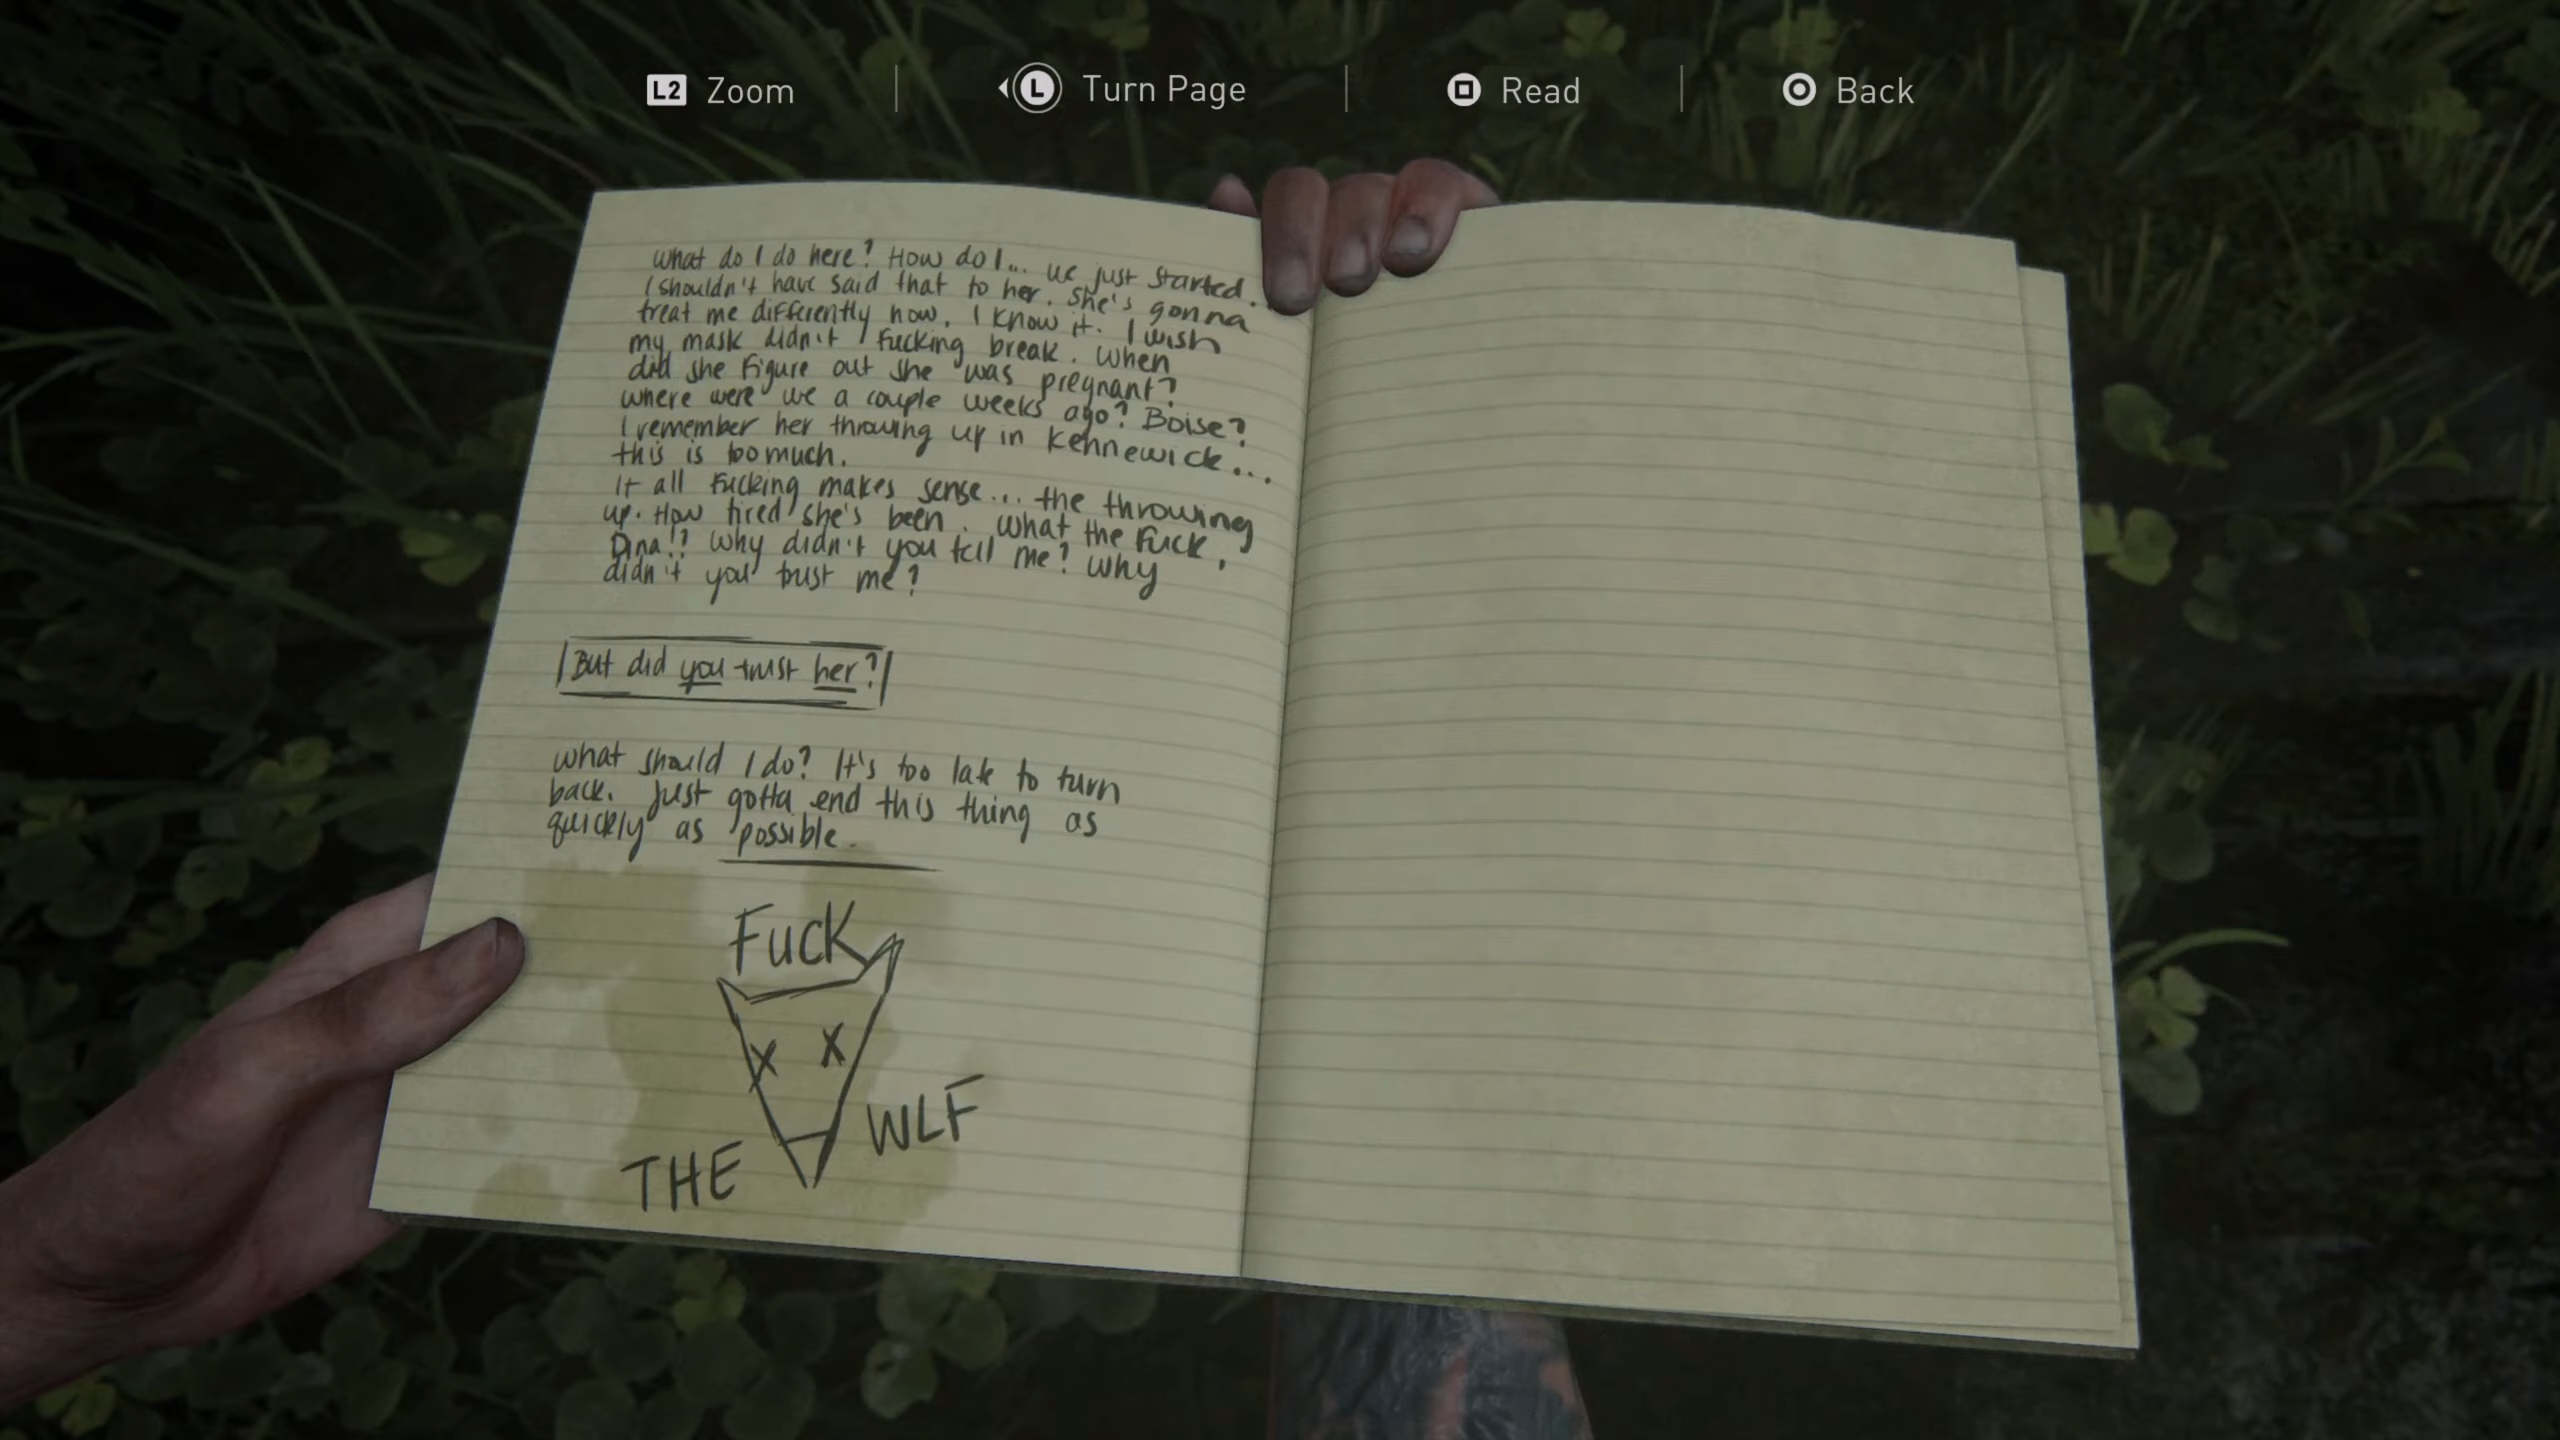 L2 Zoom | L Turn Page | Read | Back
what do I do here? How do I... we just started.
I shouldn't have said that to her. she's gonna
treat me differently now. I know it. I wish
my mask didn't fucking break. When
did she figure out she was pregnant?
where were we a couple weeks ago? Boise?
I remember her throwing up in Kennewick...
this is too much.
It all fucking makes sense... the throwing
up. How tired she's been. What the fuck,
Dina!? Why didn't you tell me? Why
didn't you trust me?
But did you trust her?
what should I do? It's too late to turn
back. Just gotta end this thing as
quickly as possible.
Fuck
THE WLF